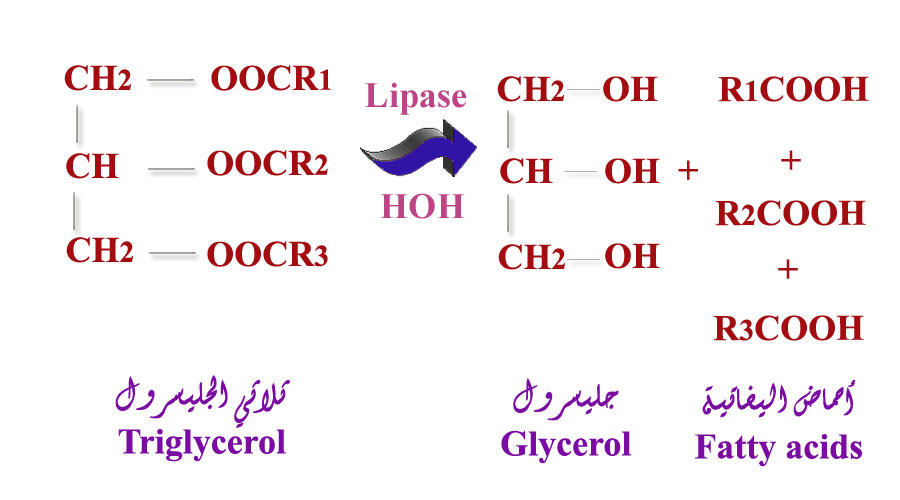 CH2 OOCR1
CH OOCR2
CH2 OOCR3
Lipase
HOH
CH2 OH
CH OH
CH2 OH
+
R1COOH
+
R2COOH
+
R3COOH
ثلاثي الجليسرول
Triglycerol
جليسرول
Glycerol
أحماض اليفاتية
Fatty acids